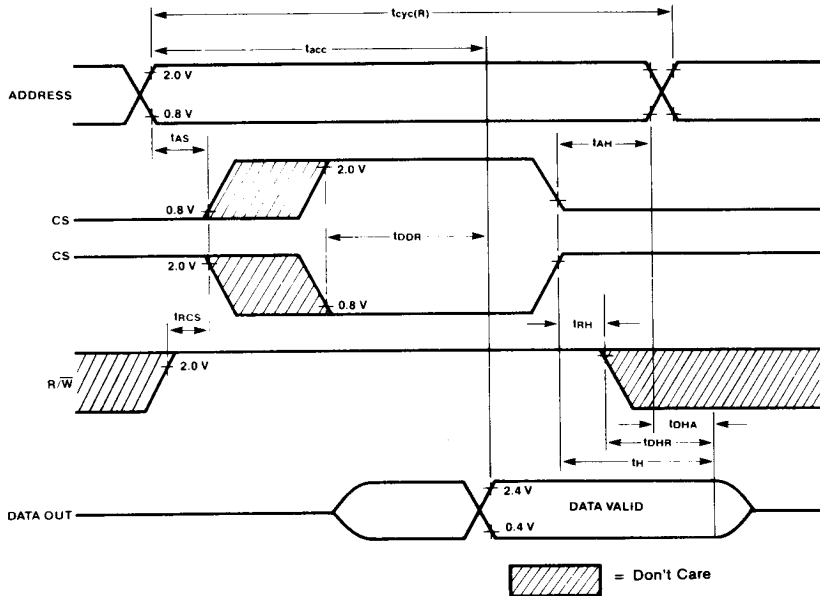 tcyc(R)
tacc
ADDRESS
2.0 V
0.8 V
tAS
tAH
2.0 V
0.8 V
CS
tDDR
CS
2.0 V
0.8 V
tRCS
tRH
R/W̅
2.0 V
tDHA
tDHR
tH
DATA OUT
2.4 V
DATA VALID
0.4 V
= Don't Care